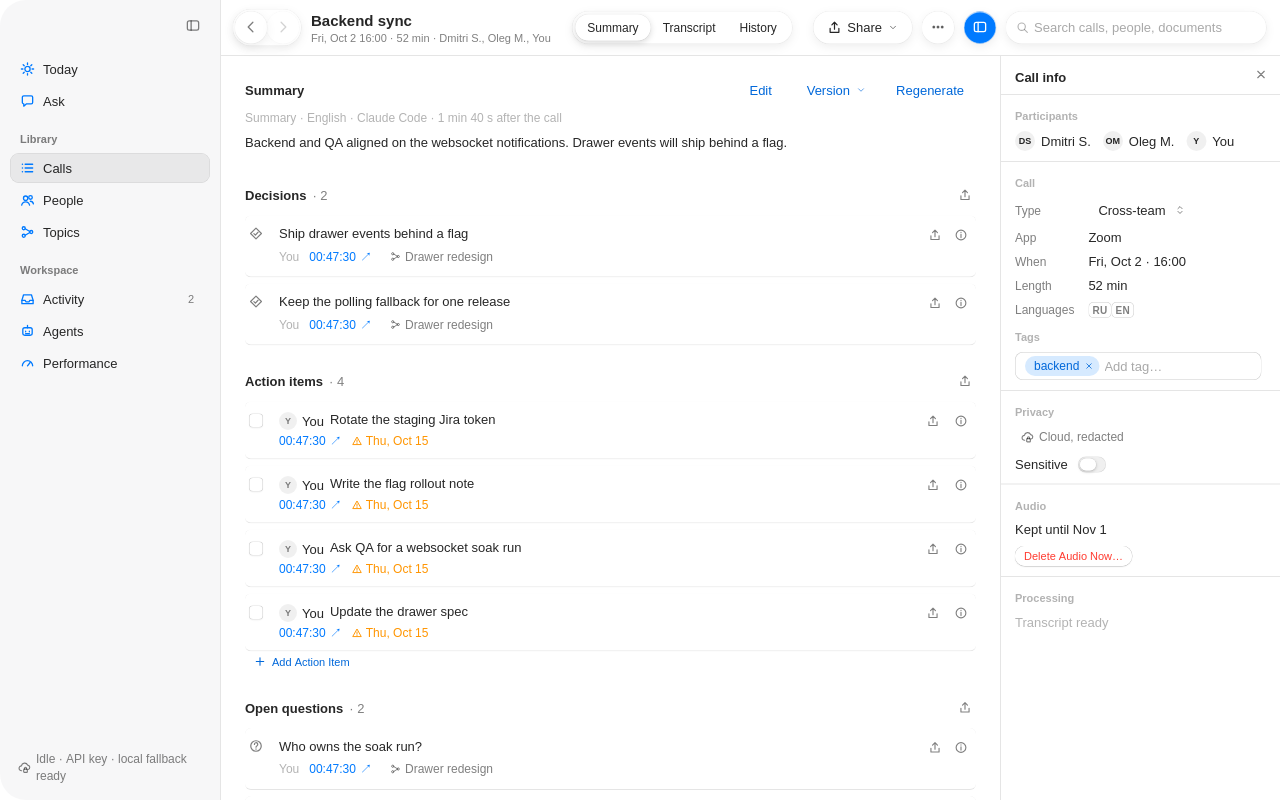 Backend sync
Fri, Oct 2 16:00 · 52 min · Dmitri S., Oleg M., You
Summary
Transcript
History
Share
Search calls, people, documents
Today
Ask
Library
Calls
People
Topics
Workspace
Activity 2
Agents
Performance
Idle · API key · local fallback
ready
Summary
Edit
Version
Regenerate
Summary · English · Claude Code · 1 min 40 s after the call
Backend and QA aligned on the websocket notifications. Drawer events will ship behind a flag.
Decisions · 2
Ship drawer events behind a flag
You 00:47:30 Drawer redesign
Keep the polling fallback for one release
You 00:47:30 Drawer redesign
Action items · 4
Y You Rotate the staging Jira token
00:47:30 Thu, Oct 15
Y You Write the flag rollout note
00:47:30 Thu, Oct 15
Y You Ask QA for a websocket soak run
00:47:30 Thu, Oct 15
Y You Update the drawer spec
00:47:30 Thu, Oct 15
Add Action Item
Open questions · 2
Who owns the soak run?
You 00:47:30 Drawer redesign
Call info
Participants
DS Dmitri S. OM Oleg M. Y You
Call
Type Cross-team
App Zoom
When Fri, Oct 2 · 16:00
Length 52 min
Languages RU EN
Tags
backend × Add tag…
Privacy
Cloud, redacted
Sensitive
Audio
Kept until Nov 1
Delete Audio Now…
Processing
Transcript ready